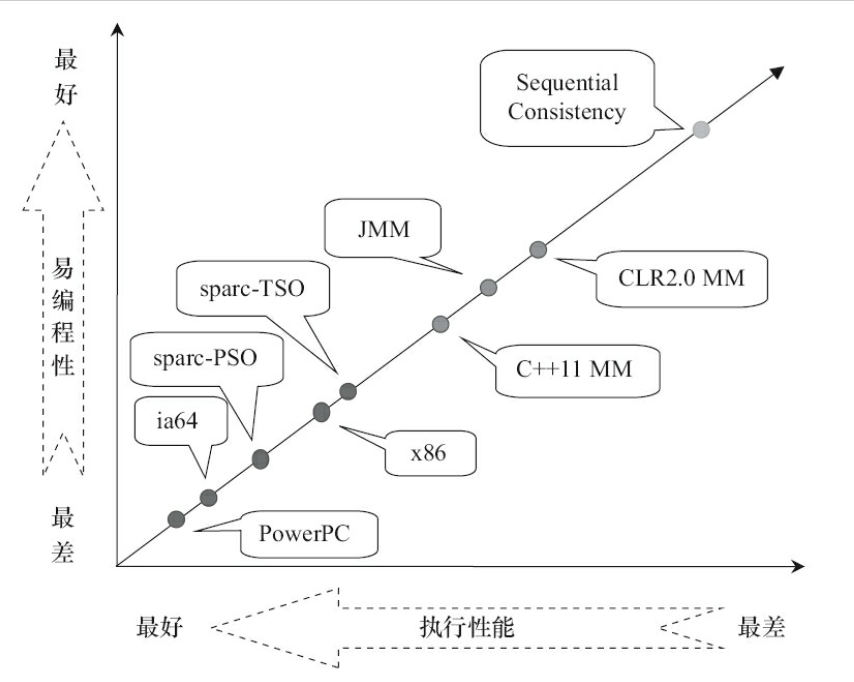 最
好
Sequential
Consistency
JMM
易
编
程
性
sparc-TSO
CLR2.0 MM
sparc-PSO
C++11 MM
ia64
x86
最
差
PowerPC
最好
执行性能
最差